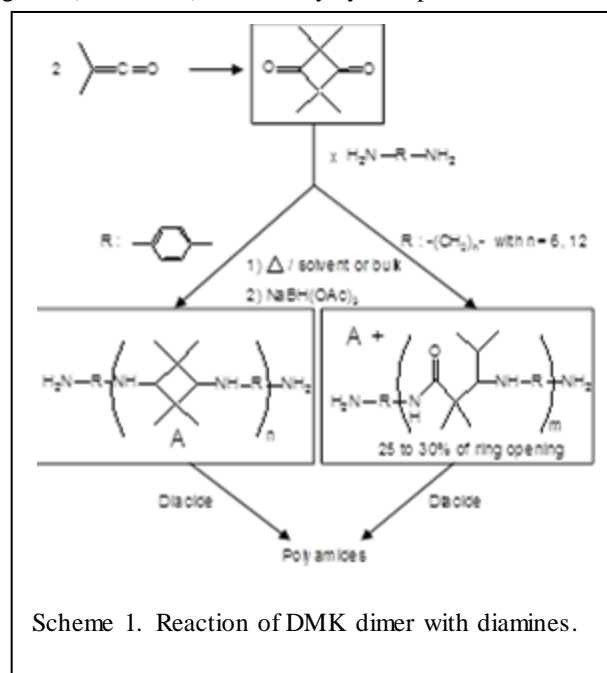 2 C O
O O
x H₂N—R—NH₂
R :
R : -(CH₂)ₙ- with n= 6, 12
1) △ / solvent or bulk
2) NaBH(OAc)₃
H₂N—R NH NH—R NH₂
A n
A +
O
H₂N—R N NH—R NH₂
H
m
25 to 30% of ring opening
Diacide Diacide
Polyamides
Scheme 1. Reaction of DMK dimer with diamines.